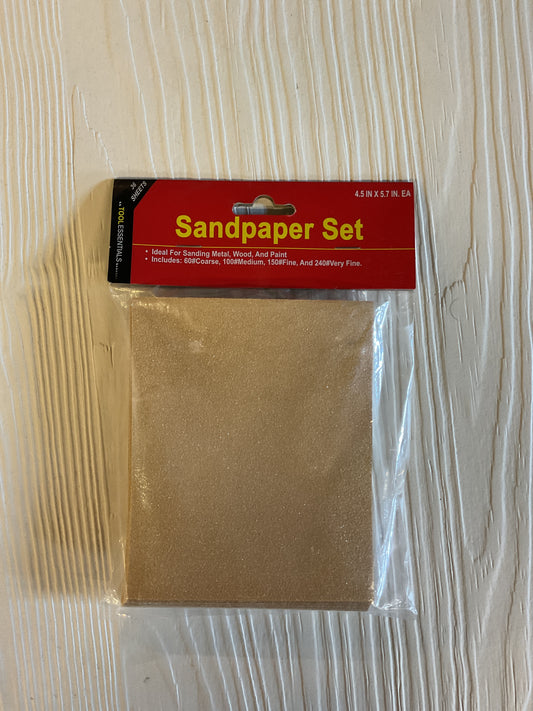 36
SHEETS
TOOLESSENTIALS
4.5 IN X 5.7 IN. EA
Sandpaper Set
• Ideal For Sanding Metal, Wood, And Paint
• Includes: 60#Coarse, 100#Medium, 150#Fine, And 240#Very Fine.